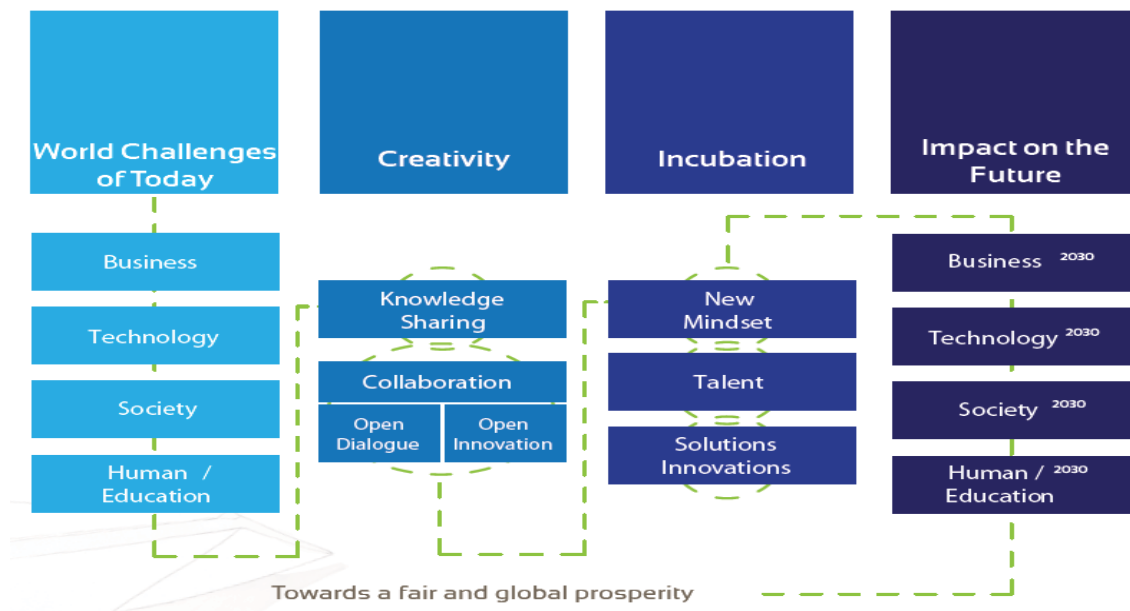 World Challenges
of Today
Business
Technology
Society
Human /
Education
Creativity
Knowledge
Sharing
Collaboration
Open
Dialogue
Open
Innovation
Incubation
New
Mindset
Talent
Solutions
Innovations
Impact on the
Future
Business 2030
Technology 2030
Society 2030
Human / 2030
Education
Towards a fair and global prosperity